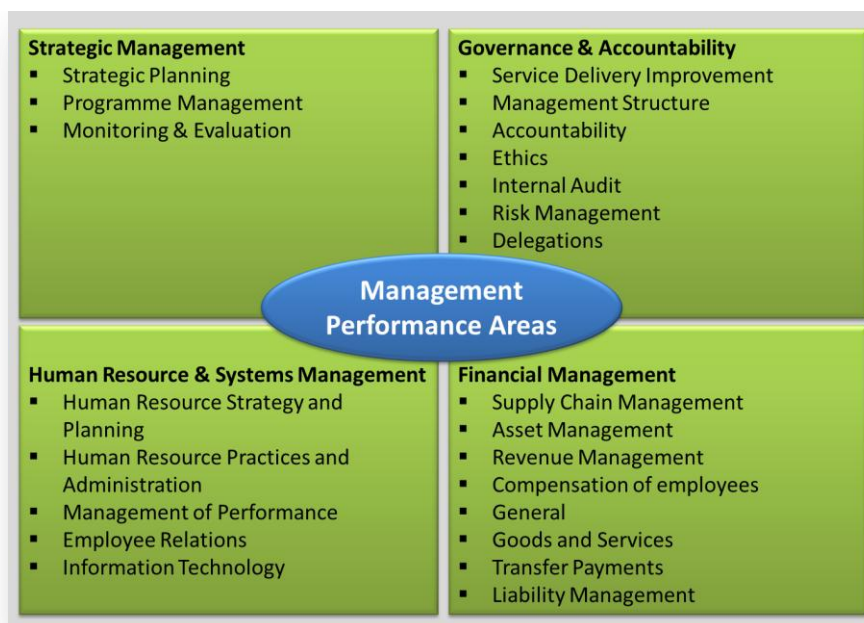 Strategic Management
▪ Strategic Planning
▪ Programme Management
▪ Monitoring & Evaluation
Governance & Accountability
▪ Service Delivery Improvement
▪ Management Structure
▪ Accountability
▪ Ethics
▪ Internal Audit
▪ Risk Management
▪ Delegations
Management
Performance Areas
Human Resource & Systems Management
▪ Human Resource Strategy and
Planning
▪ Human Resource Practices and
Administration
▪ Management of Performance
▪ Employee Relations
▪ Information Technology
Financial Management
▪ Supply Chain Management
▪ Asset Management
▪ Revenue Management
▪ Compensation of employees
▪ General
▪ Goods and Services
▪ Transfer Payments
▪ Liability Management